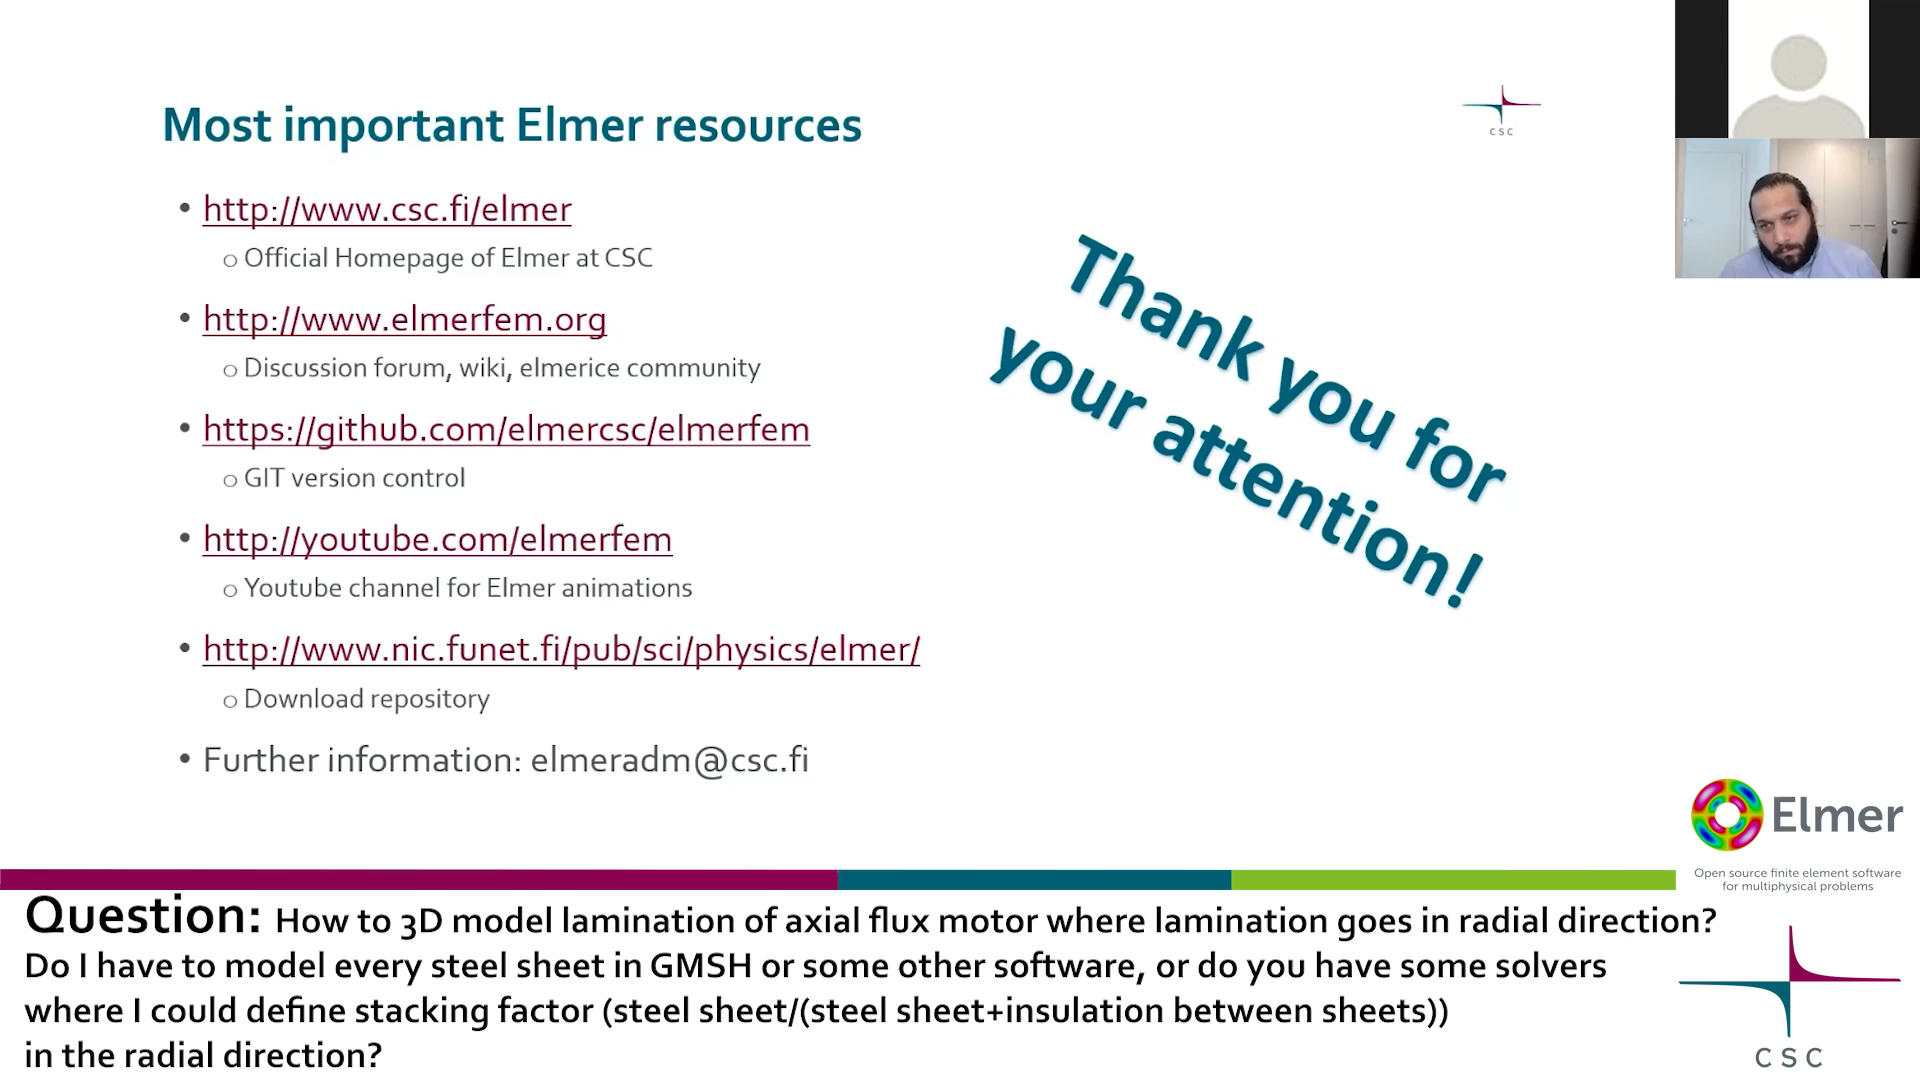 Most important Elmer resources
CSC
• http://www.csc.fi/elmer
o Official Homepage of Elmer at CSC
• http://www.elmerfem.org
o Discussion forum, wiki, elmerice community
• https://github.com/elmercsc/elmerfem
o GIT version control
• http://youtube.com/elmerfem
o Youtube channel for Elmer animations
• http://www.nic.funet.fi/pub/sci/physics/elmer/
o Download repository
• Further information: elmeradm@csc.fi
Thank you for
your attention!
Elmer
Open source finite element software
for multiphysical problems
Question: How to 3D model lamination of axial flux motor where lamination goes in radial direction?
Do I have to model every steel sheet in GMSH or some other software, or do you have some solvers
where I could define stacking factor (steel sheet/(steel sheet+insulation between sheets))
in the radial direction?
CSC